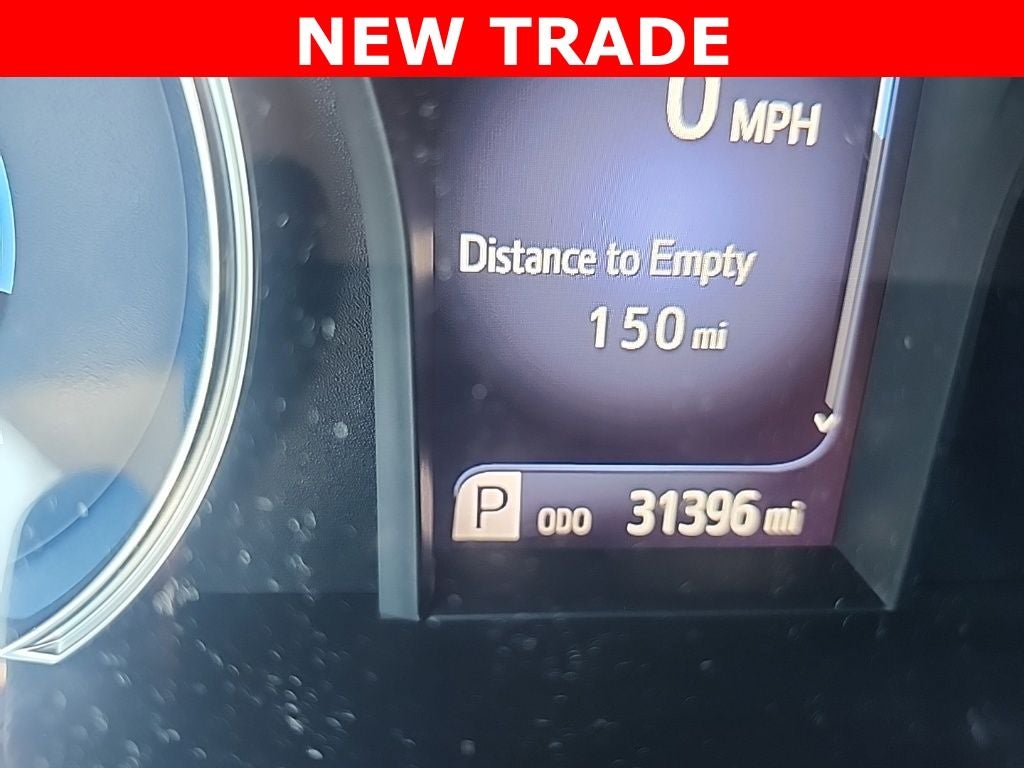 NEW TRADE
0 MPH
Distance to Empty
150 mi
P ODO 31396 mi